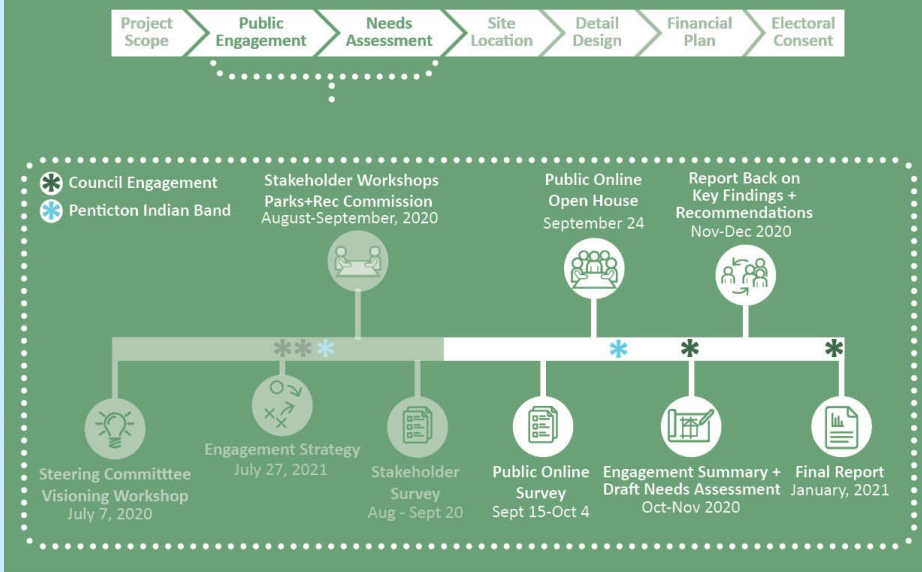 Project
Scope
Public
Engagement
Needs
Assessment
Site
Location
Detail
Design
Financial
Plan
Electoral
Consent
Council Engagement
Penticton Indian Band
Stakeholder Workshops
Parks+Rec Commission
August-September, 2020
Public Online
Open House
September 24
Report Back on
Key Findings +
Recommendations
Nov-Dec 2020
Steering Committtee
Visioning Workshop
July 7, 2020
Engagement Strategy
July 27, 2021
Stakeholder
Survey
Aug - Sept 20
Public Online
Survey
Sept 15-Oct 4
Engagement Summary +
Draft Needs Assessment
Oct-Nov 2020
Final Report
January, 2021